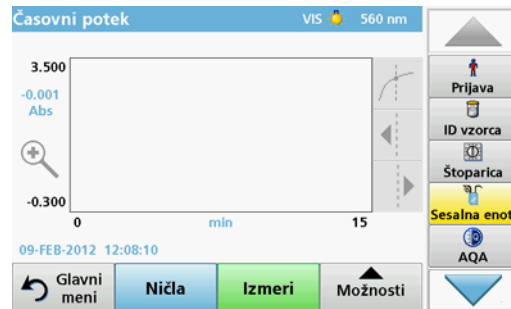 Časovni potek VIS 560 nm
3.500
-0.001
Abs
-0.300
0 min 15
09-FEB-2012 12:08:10
Glavni
meni
Ničla
Izmeri
Možnosti
Prijava
ID vzorca
Štoparica
Sesalna enot
AQA